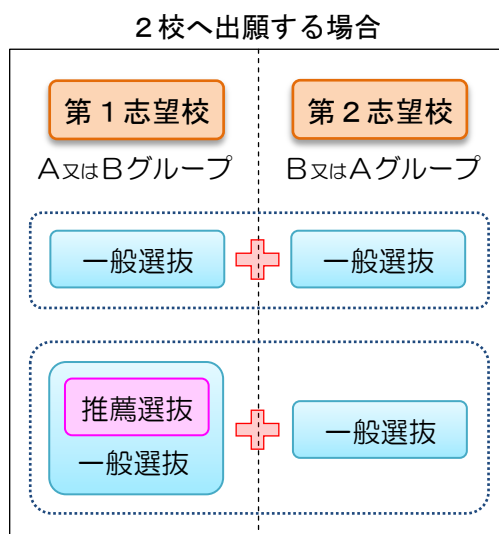 ２校へ出願する場合
第１志望校
第２志望校
Ａ又はＢグループ
Ｂ又はＡグループ
一般選抜
一般選抜
推薦選抜
一般選抜
一般選抜